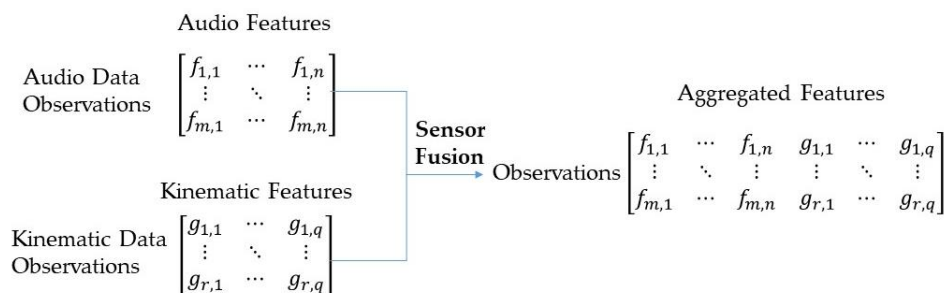 Audio Features
Audio Data
Observations
f1,1 ⋯ f1,n
⋮ ⋱ ⋮
fm,1 ⋯ fm,n
Kinematic Features
Kinematic Data
Observations
g1,1 ⋯ g1,q
⋮ ⋱ ⋮
gr,1 ⋯ gr,q
Sensor
Fusion
Aggregated Features
Observations
f1,1 ⋯ f1,n g1,1 ⋯ g1,q
⋮ ⋱ ⋮ ⋮ ⋱ ⋮
fm,1 ⋯ fm,n gr,1 ⋯ gr,q